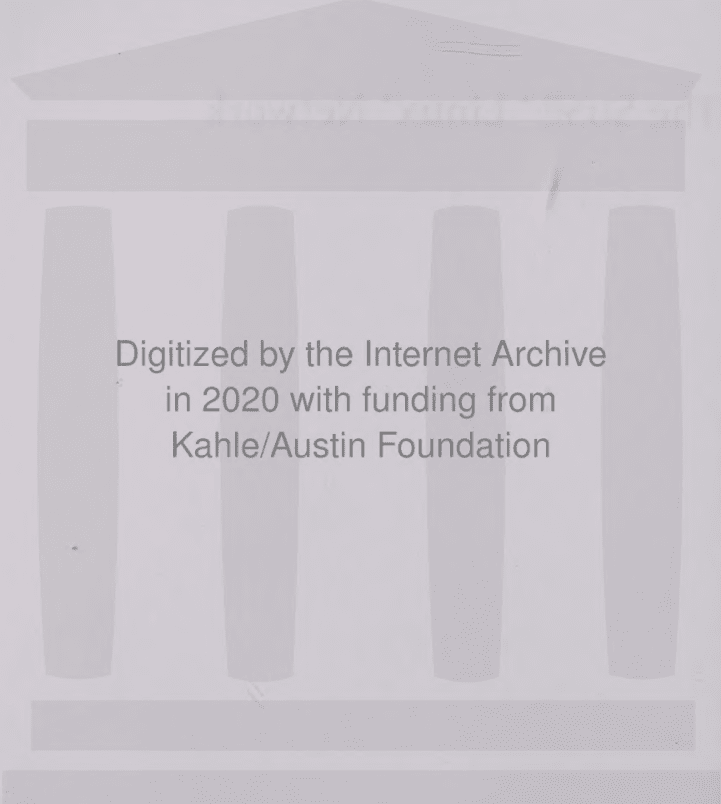 Digitized by the Internet Archive
in 2020 with funding from
Kahle/Austin Foundation